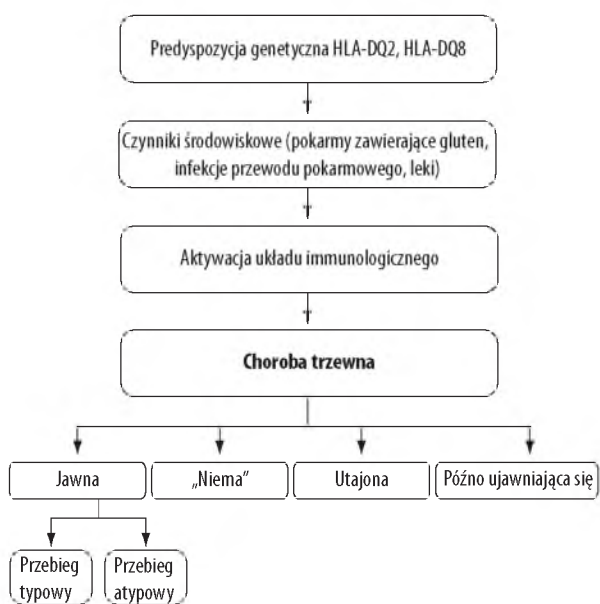 Predyspozycja genetyczna HLA-DQ2, HLA-DQ8
Czynniki środowiskowe (pokarmy zawierające gluten,
infekcje przewodu pokarmowego, leki)
Aktywacja układu immunologicznego
Choroba trzewna
Jawna
„Niema”
Utajona
Późno ujawniająca się
Przebieg
typowy
Przebieg
atypowy